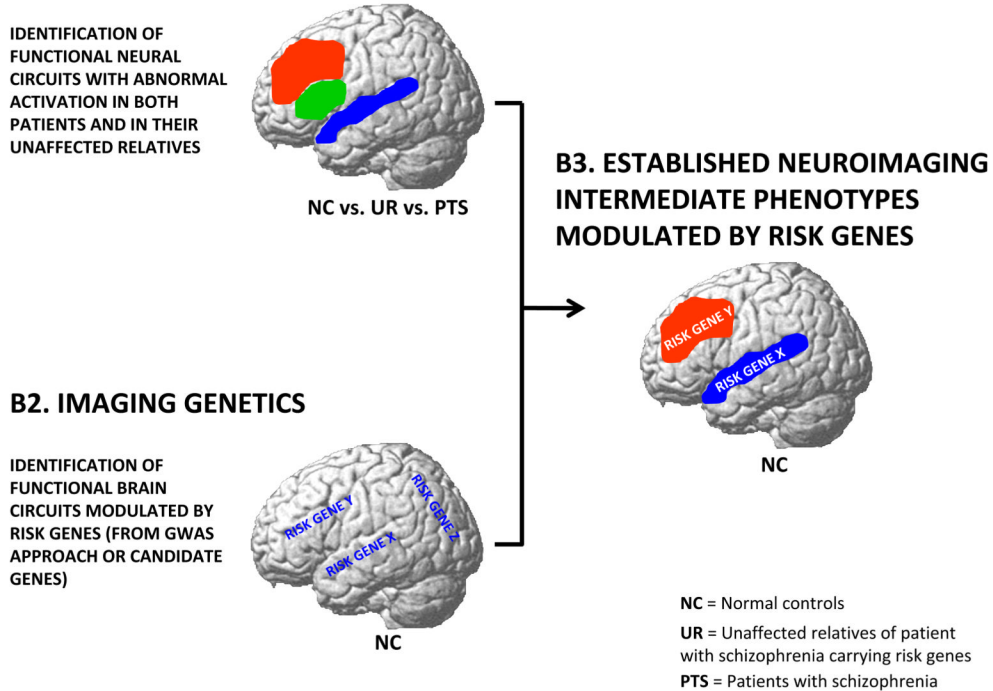 IDENTIFICATION OF
FUNCTIONAL NEURAL
CIRCUITS WITH ABNORMAL
ACTIVATION IN BOTH
PATIENTS AND IN THEIR
UNAFFECTED RELATIVES
NC vs. UR vs. PTS
B3. ESTABLISHED NEUROIMAGING
INTERMEDIATE PHENOTYPES
MODULATED BY RISK GENES
RISK GENE Y
RISK GENE X
NC
B2. IMAGING GENETICS
IDENTIFICATION OF
FUNCTIONAL BRAIN
CIRCUITS MODULATED BY
RISK GENES (FROM GWAS
APPROACH OR CANDIDATE
GENES)
RISK GENE Y
RISK GENE X
RISK GENE Z
NC
NC = Normal controls
UR = Unaffected relatives of patient
with schizophrenia carrying risk genes
PTS = Patients with schizophrenia